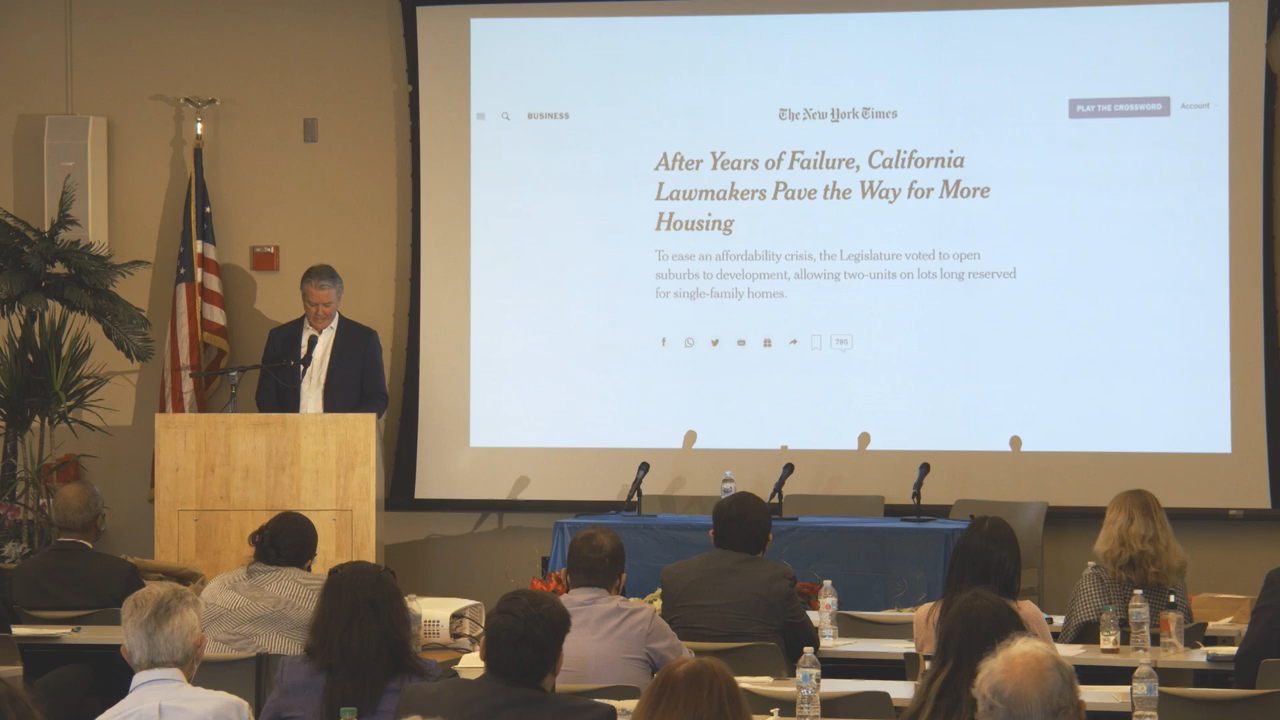 BUSINESS
The New York Times
PLAY THE CROSSWORD
Account
After Years of Failure, California
Lawmakers Pave the Way for More
Housing
To ease an affordability crisis, the Legislature voted to open
suburbs to development, allowing two-units on lots long reserved
for single-family homes.
795